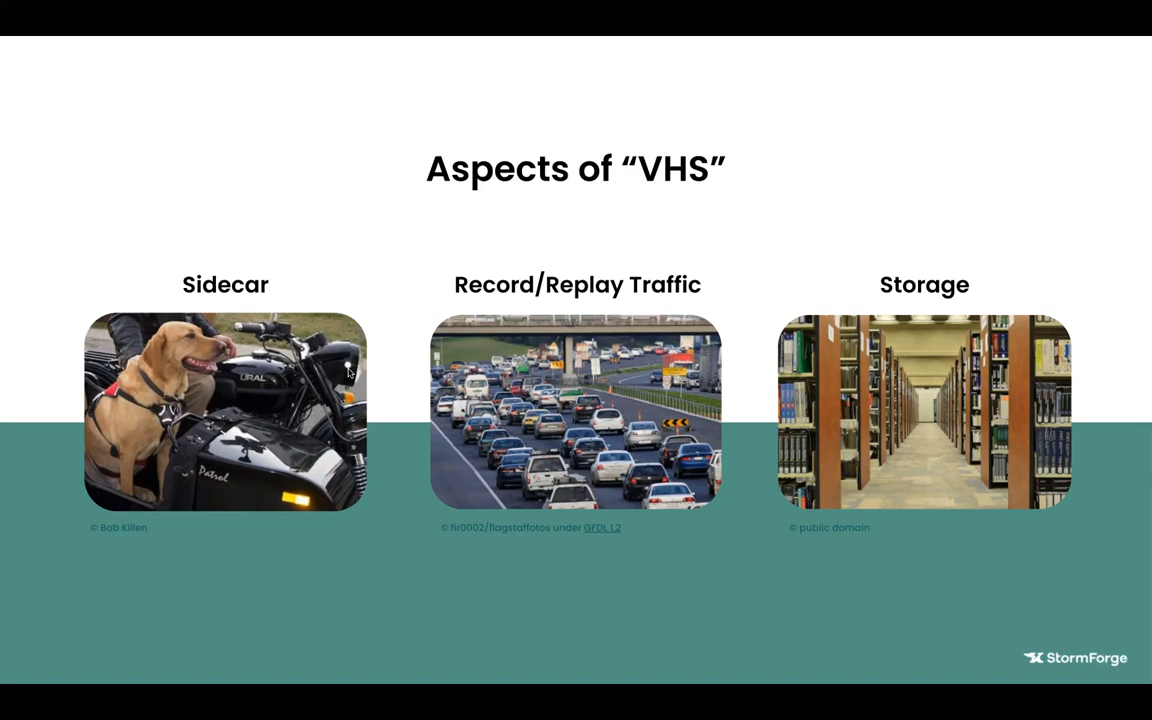 Aspects of “VHS”
Sidecar
Record/Replay Traffic
Storage
URAL
Patrol
© Bob Killen
© fir0002/flagstaffotos under GFDL 1.2
© public domain
StormForge